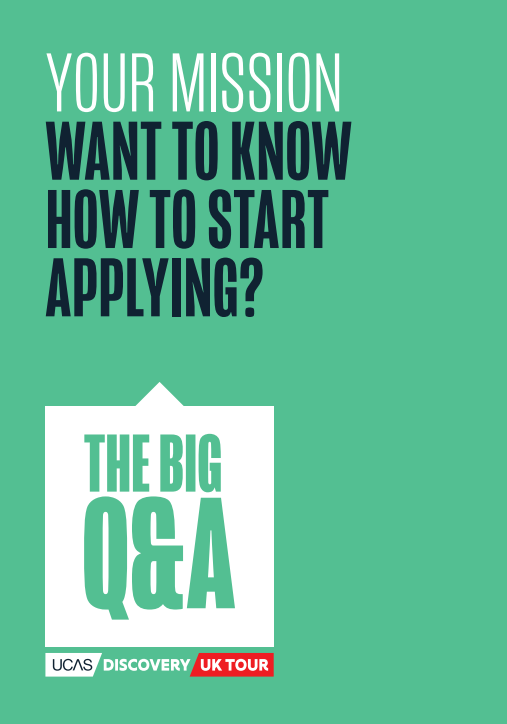 YOUR MISSION
WANT TO KNOW
HOW TO START
APPLYING?
THE BIG
Q&A
UCAS DISCOVERY UK TOUR